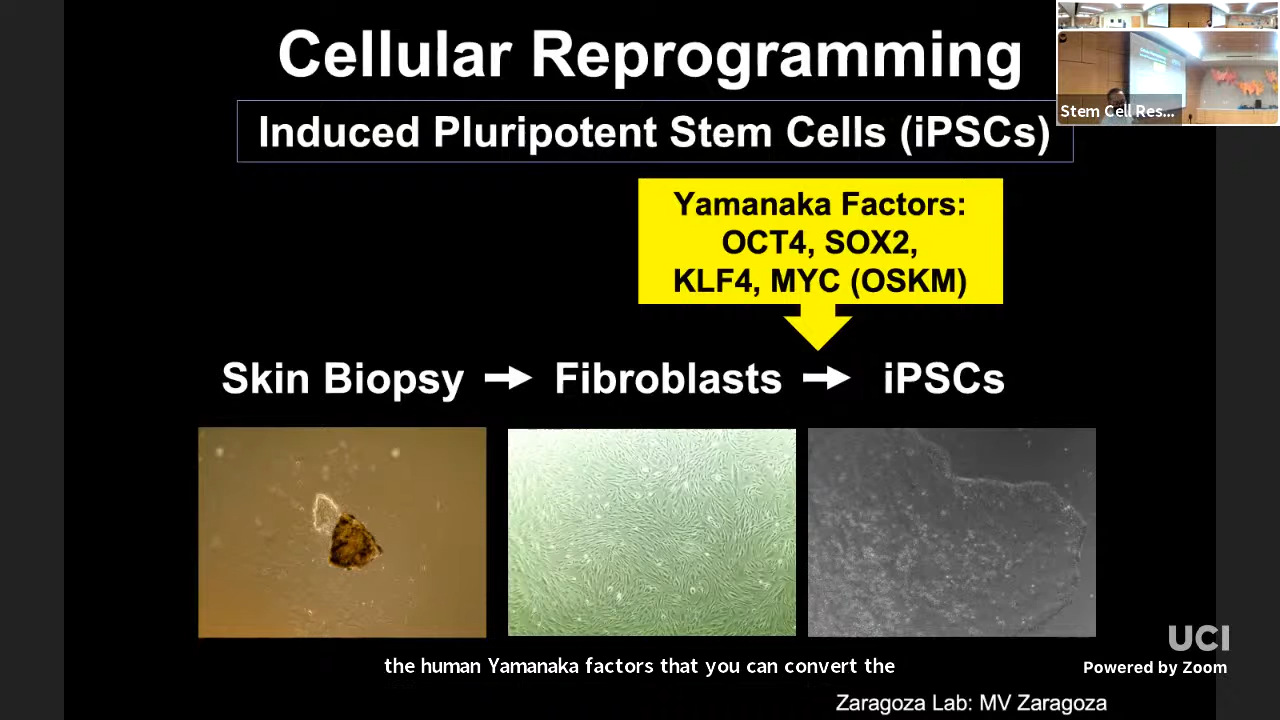 Cellular Reprogramming
Induced Pluripotent Stem Cells (iPSCs)
Stem Cell Res...
Yamanaka Factors:
OCT4, SOX2,
KLF4, MYC (OSKM)
Skin Biopsy
Fibroblasts
iPSCs
UCI
the human Yamanaka factors that you can convert the
Powered by Zoom
Zaragoza Lab: MV Zaragoza